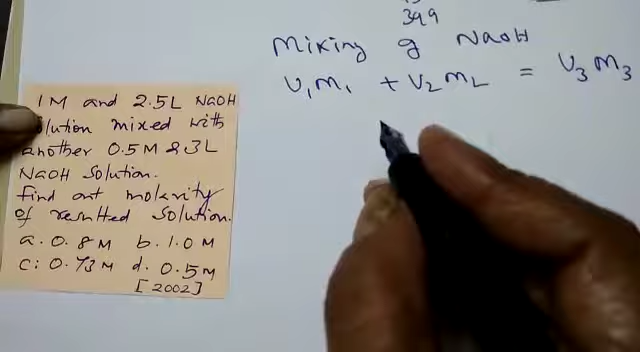 399
Mixing of NaOH
V₁M₁ + V₂M₂ = V₃M₃
1M and 2.5L NaOH
solution mixed with
another 0.5M & 3L
NaOH solution.
Find out molarity
of resulted solution.
a. 0.8M b. 1.0M
c: 0.73M d. 0.5M
[2002]